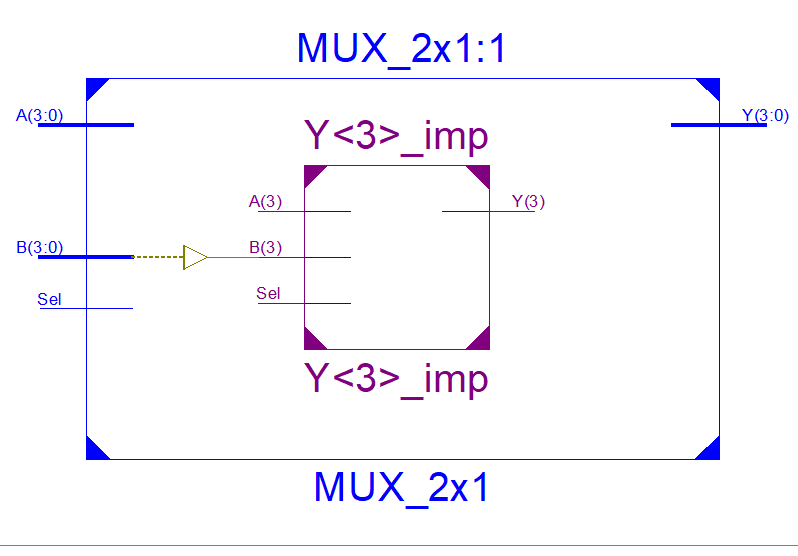 MUX_2x1:1
A(3:0)
Y(3:0)
Y<3>_imp
A(3)
Y(3)
B(3:0)
B(3)
Sel
Sel
Y<3>_imp
MUX_2x1